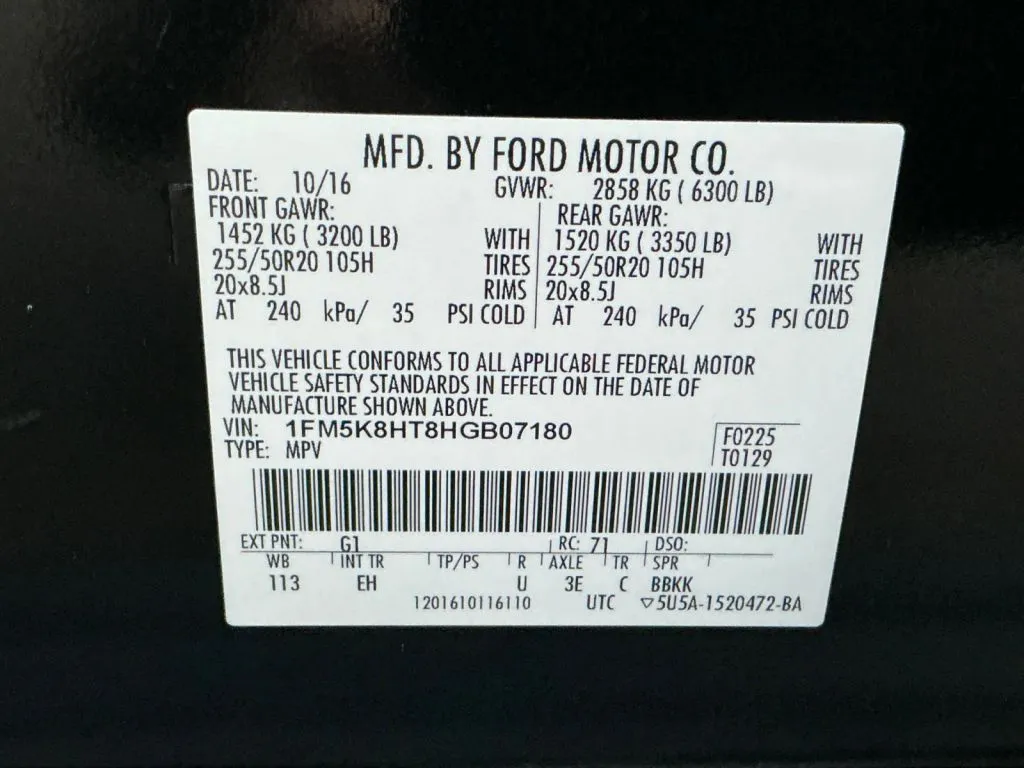 MFD. BY FORD MOTOR CO.
DATE: 10/16 GVWR: 2858 KG ( 6300 LB)
FRONT GAWR: REAR GAWR:
1452 KG ( 3200 LB) WITH 1520 KG ( 3350 LB) WITH
255/50R20 105H TIRES 255/50R20 105H TIRES
20x8.5J RIMS 20x8.5J RIMS
AT 240 kPa/ 35 PSI COLD AT 240 kPa/ 35 PSI COLD
THIS VEHICLE CONFORMS TO ALL APPLICABLE FEDERAL MOTOR
VEHICLE SAFETY STANDARDS IN EFFECT ON THE DATE OF
MANUFACTURE SHOWN ABOVE.
VIN: 1FM5K8HT8HGB07180 F0225
TYPE: MPV T0129
EXT PNT: G1 RC: 71 DSO:
WB INT TR TP/PS R AXLE TR SPR
113 EH U 3E C BBKK
1201610116110 UTC ▽5U5A-1520472-BA